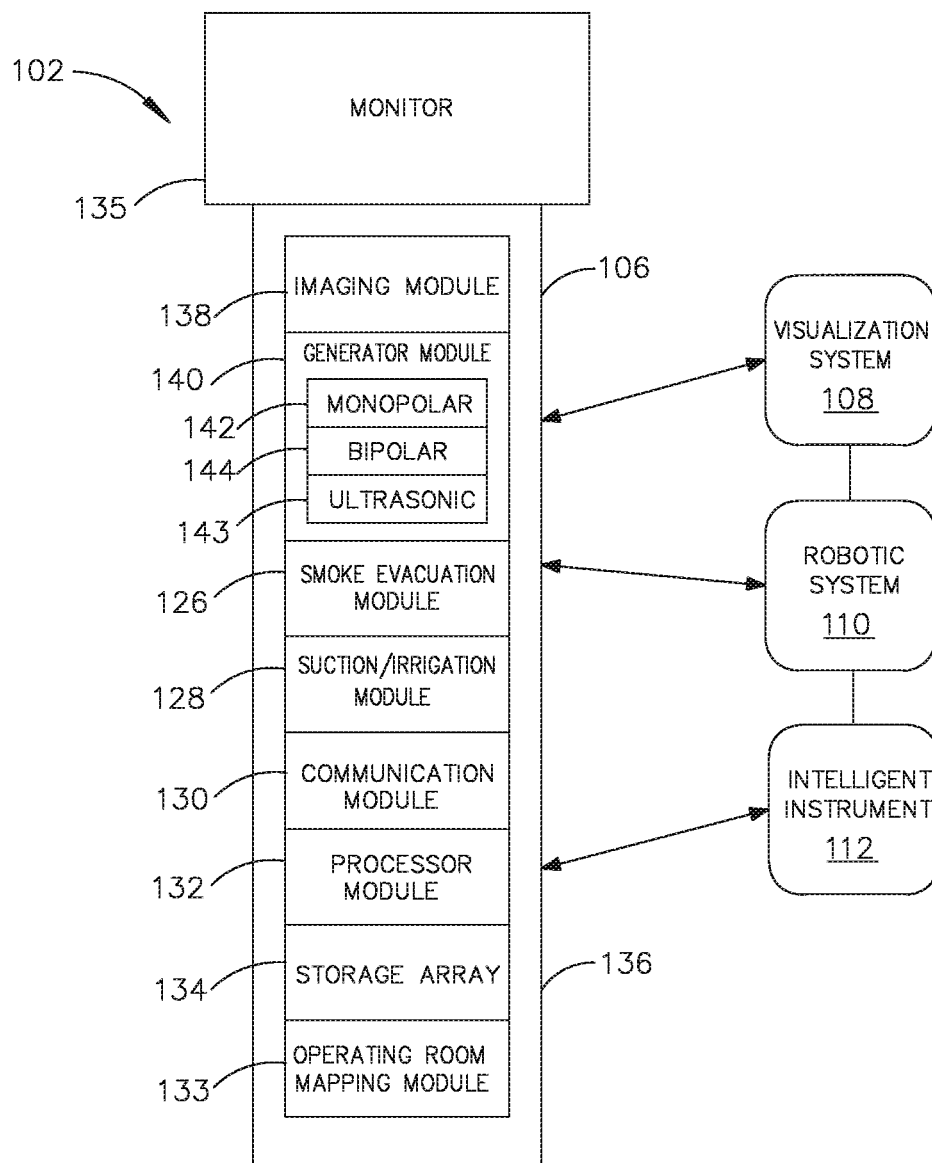 102
MONITOR
135
106
IMAGING MODULE
138
GENERATOR MODULE
140
MONOPOLAR
142
BIPOLAR
144
ULTRASONIC
143
SMOKE EVACUATION
MODULE
126
SUCTION/IRRIGATION
MODULE
128
COMMUNICATION
MODULE
130
PROCESSOR
MODULE
132
STORAGE ARRAY
134
136
OPERATING ROOM
MAPPING MODULE
133
VISUALIZATION
SYSTEM
108
ROBOTIC
SYSTEM
110
INTELLIGENT
INSTRUMENT
112